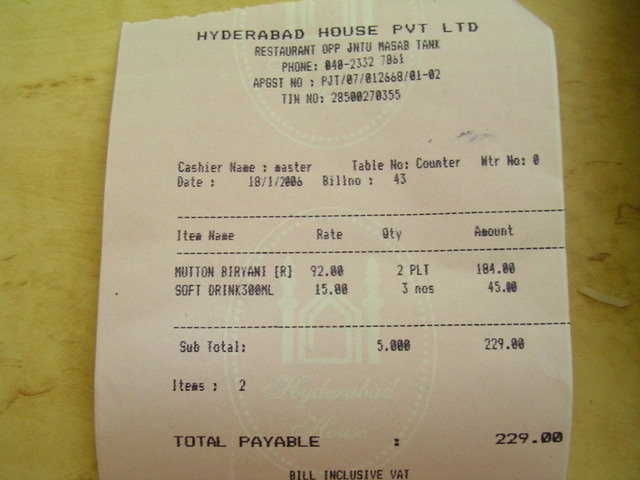 HYDERABAD HOUSE PVT LTD
RESTAURANT OPP JNTU MASAB TANK
PHONE: 040-2332 7861
APGST NO : PJT/07/012668/01-02
TIN NO: 28500270355
Cashier Name : master Table No: Counter Wtr No: 0
Date : 18/1/2006 Billno : 43
Item Name Rate Qty Amount
MUTTON BIRYANI [R] 92.00 2 PLT 184.00
SOFT DRINK300ML 15.00 3 nos 45.00
Sub Total: 5.000 229.00
Items : 2
Hyderabad
House
TOTAL PAYABLE : 229.00
BILL INCLUSIVE VAT